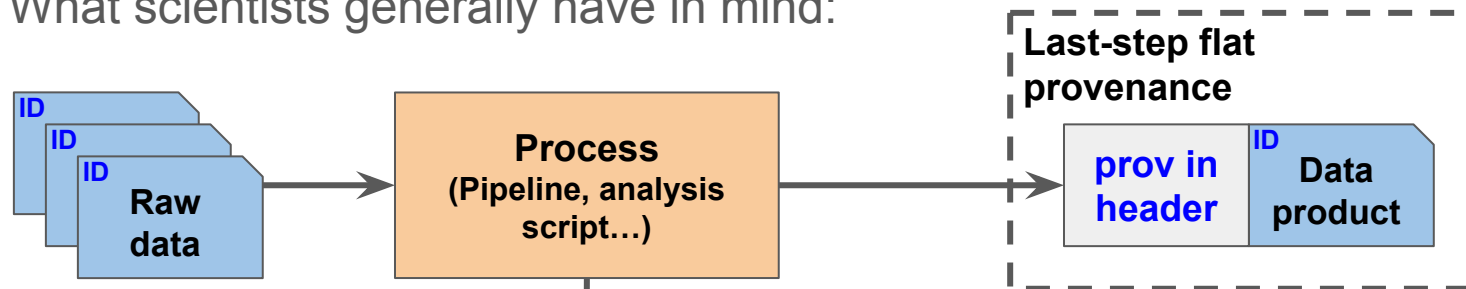 What scientists generally have in mind:
Last-step flat
provenance
ID
ID
ID
Raw
data
Process
(Pipeline, analysis
script…)
prov in
header
ID
Data
product